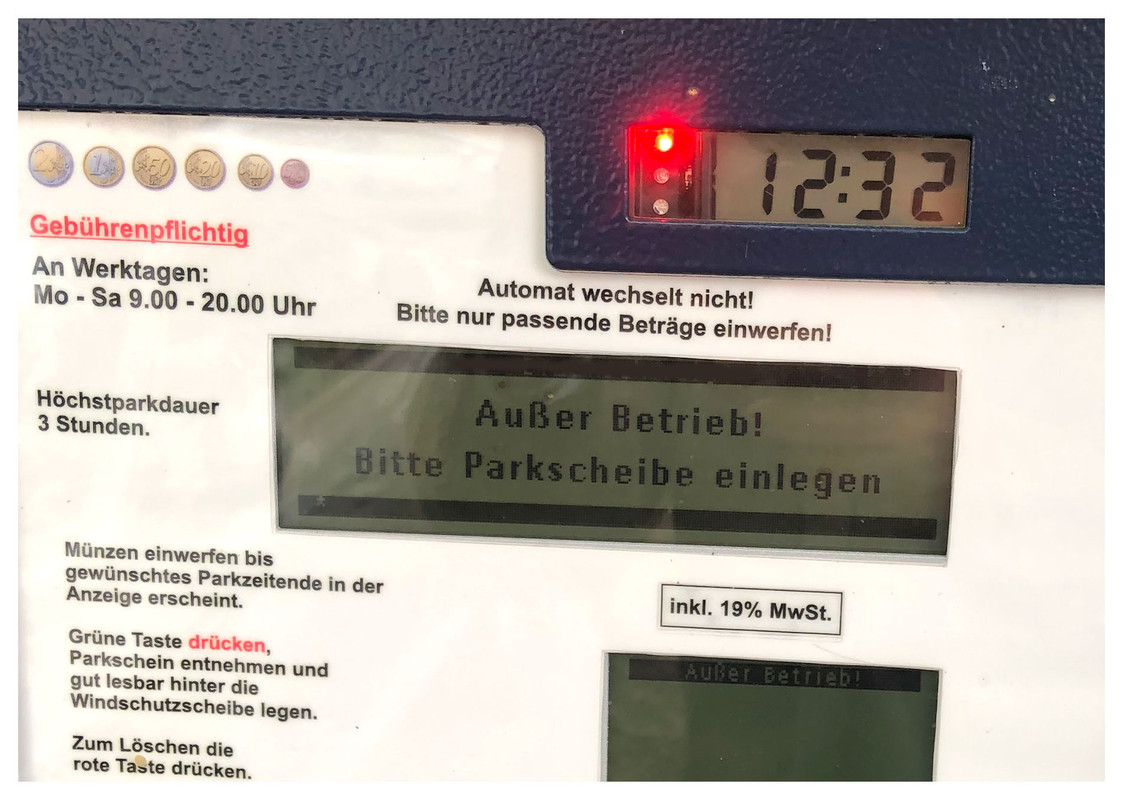 12:32
Gebührenpflichtig
An Werktagen:
Mo - Sa 9.00 - 20.00 Uhr
Automat wechselt nicht!
Bitte nur passende Beträge einwerfen!
Höchstparkdauer
3 Stunden.
Außer Betrieb!
Bitte Parkscheibe einlegen
Münzen einwerfen bis
gewünschtes Parkzeitende in der
Anzeige erscheint.
inkl. 19% MwSt.
Grüne Taste drücken,
Parkschein entnehmen und
gut lesbar hinter die
Windschutzscheibe legen.
Außer Betrieb!
Zum Löschen die
rote Taste drücken.